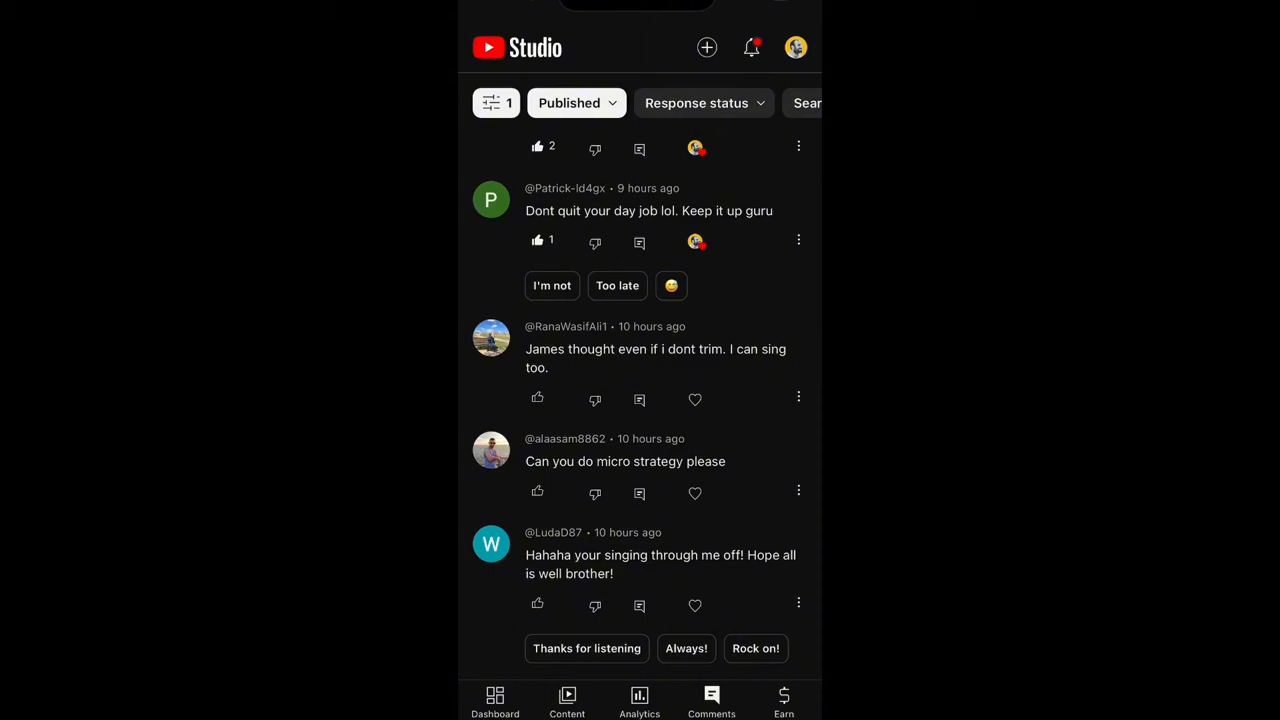 Studio
1 Published Response status Sear
2
@Patrick-ld4gx • 9 hours ago
P
Dont quit your day job lol. Keep it up guru
1
I'm not Too late 😅
@RanaWasifAli1 • 10 hours ago
James thought even if i dont trim. I can sing
too.
@alaasam8862 • 10 hours ago
Can you do micro strategy please
@LudaD87 • 10 hours ago
W
Hahaha your singing through me off! Hope all
is well brother!
Thanks for listening Always! Rock on!
Dashboard Content Analytics Comments Earn